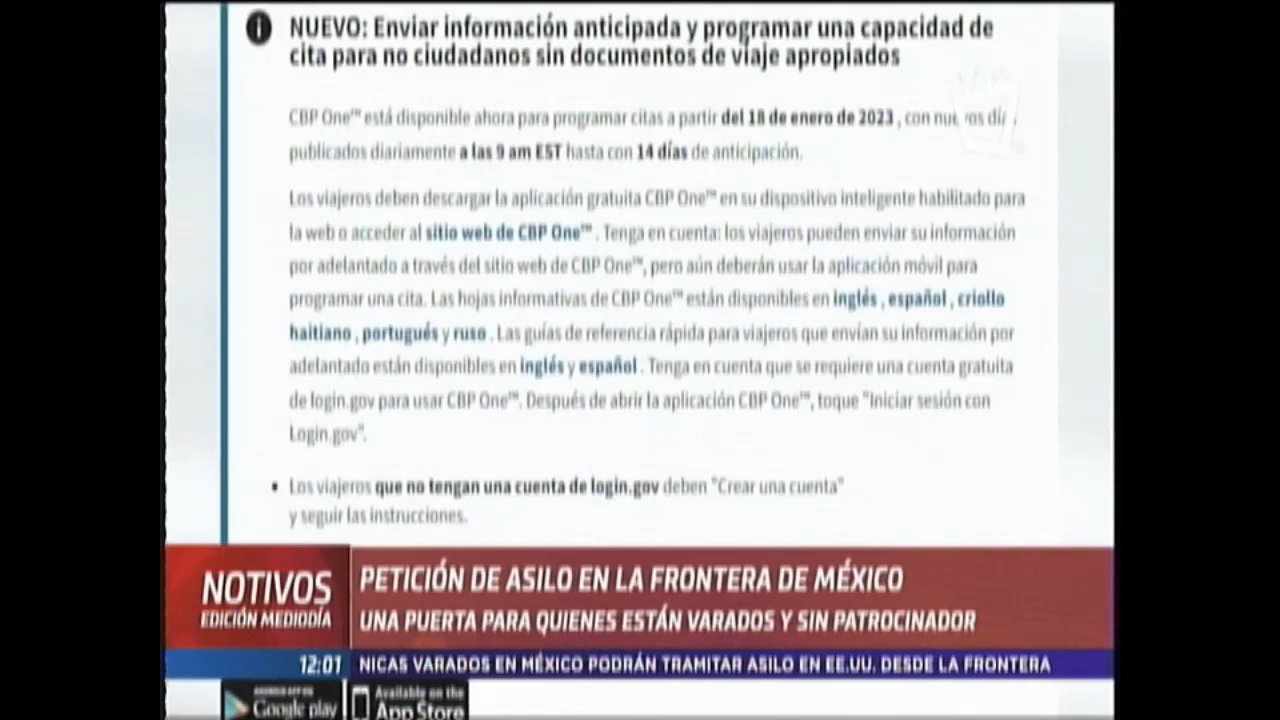 NUEVO: Enviar información anticipada y programar una capacidad de
cita para no ciudadanos sin documentos de viaje apropiados
CBP One™ está disponible ahora para programar citas a partir del 18 de enero de 2023 , con
publicados diariamente a las 9 am EST hasta con 14 días de anticipación.
Los viajeros deben descargar la aplicación gratuita CBP One™ en su dispositivo inteligente habilitado para
la web o acceder al sitio web de CBP One™ . Tenga en cuenta: los viajeros pueden enviar su información
por adelantado a través del sitio web de CBP One™, pero aún deberán usar la aplicación móvil para
programar una cita. Las hojas informativas de CBP One™ están disponibles en inglés , español , criollo
haitiano , portugués y ruso . Las guías de referencia rápida para viajeros que envían su información por
adelantado están disponibles en inglés y español . Tenga en cuenta que se requiere una cuenta gratuita
de login.gov para usar CBP One™. Después de abrir la aplicación CBP One™, toque "Iniciar sesión con
Login.gov".
• Los viajeros que no tengan una cuenta de login.gov deben "Crear una cuenta"
y seguir las instrucciones.
NOTIVOS
EDICIÓN MEDIODÍA
PETICIÓN DE ASILO EN LA FRONTERA DE MÉXICO
UNA PUERTA PARA QUIENES ESTÁN VARADOS Y SIN PATROCINADOR
12:01 NICAS VARADOS EN MÉXICO PODRÁN TRAMITAR ASILO EN EE.UU. DESDE LA FRONTERA
Google play
Available on the
App Store